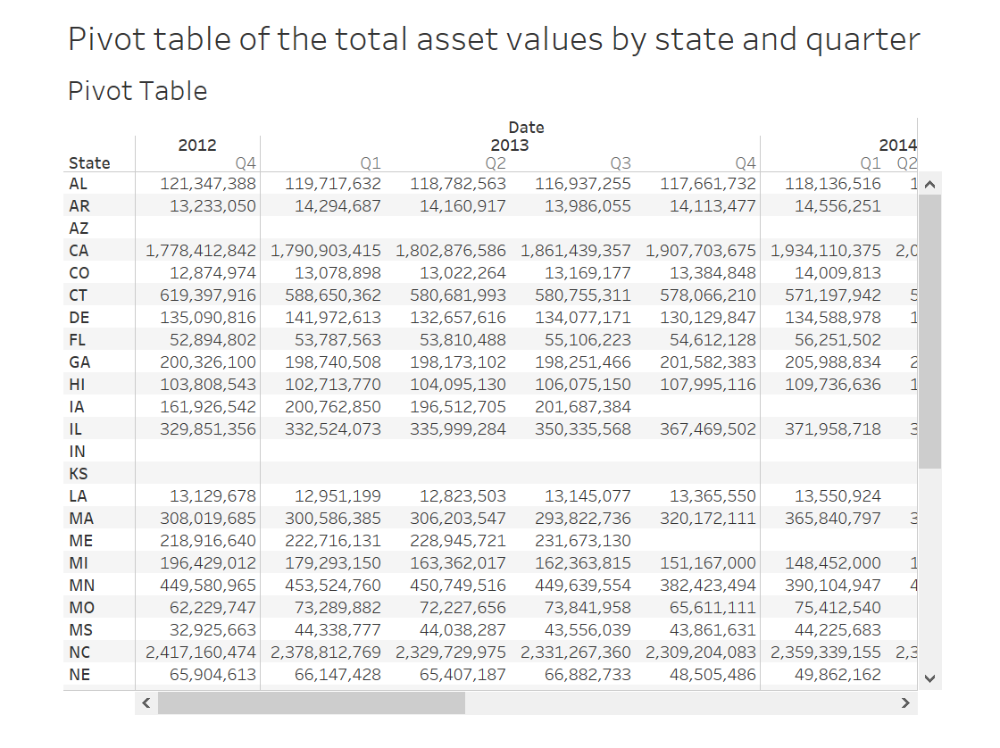 Pivot table of the total asset values by state and quarter
Pivot Table
Date
2012 2013 2014
State Q4 Q1 Q2 Q3 Q4 Q1 Q2
AL 121,347,388 119,717,632 118,782,563 116,937,255 117,661,732 118,136,516 1
AR 13,233,050 14,294,687 14,160,917 13,986,055 14,113,477 14,556,251
AZ
CA 1,778,412,842 1,790,903,415 1,802,876,586 1,861,439,357 1,907,703,675 1,934,110,375 2,0
CO 12,874,974 13,078,898 13,022,264 13,169,177 13,384,848 14,009,813
CT 619,397,916 588,650,362 580,681,993 580,755,311 578,066,210 571,197,942 5
DE 135,090,816 141,972,613 132,657,616 134,077,171 130,129,847 134,588,978 1
FL 52,894,802 53,787,563 53,810,488 55,106,223 54,612,128 56,251,502
GA 200,326,100 198,740,508 198,173,102 198,251,466 201,582,383 205,988,834 2
HI 103,808,543 102,713,770 104,095,130 106,075,150 107,995,116 109,736,636 1
IA 161,926,542 200,762,850 196,512,705 201,687,384
IL 329,851,356 332,524,073 335,999,284 350,335,568 367,469,502 371,958,718 3
IN
KS
LA 13,129,678 12,951,199 12,823,503 13,145,077 13,365,550 13,550,924
MA 308,019,685 300,586,385 306,203,547 293,822,736 320,172,111 365,840,797 3
ME 218,916,640 222,716,131 228,945,721 231,673,130
MI 196,429,012 179,293,150 163,362,017 162,363,815 151,167,000 148,452,000 1
MN 449,580,965 453,524,760 450,749,516 449,639,554 382,423,494 390,104,947 4
MO 62,229,747 73,289,882 72,227,656 73,841,958 65,611,111 75,412,540
MS 32,925,663 44,338,777 44,038,287 43,556,039 43,861,631 44,225,683
NC 2,417,160,474 2,378,812,769 2,329,729,975 2,331,267,360 2,309,204,083 2,359,339,155 2,3
NE 65,904,613 66,147,428 65,407,187 66,882,733 48,505,486 49,862,162